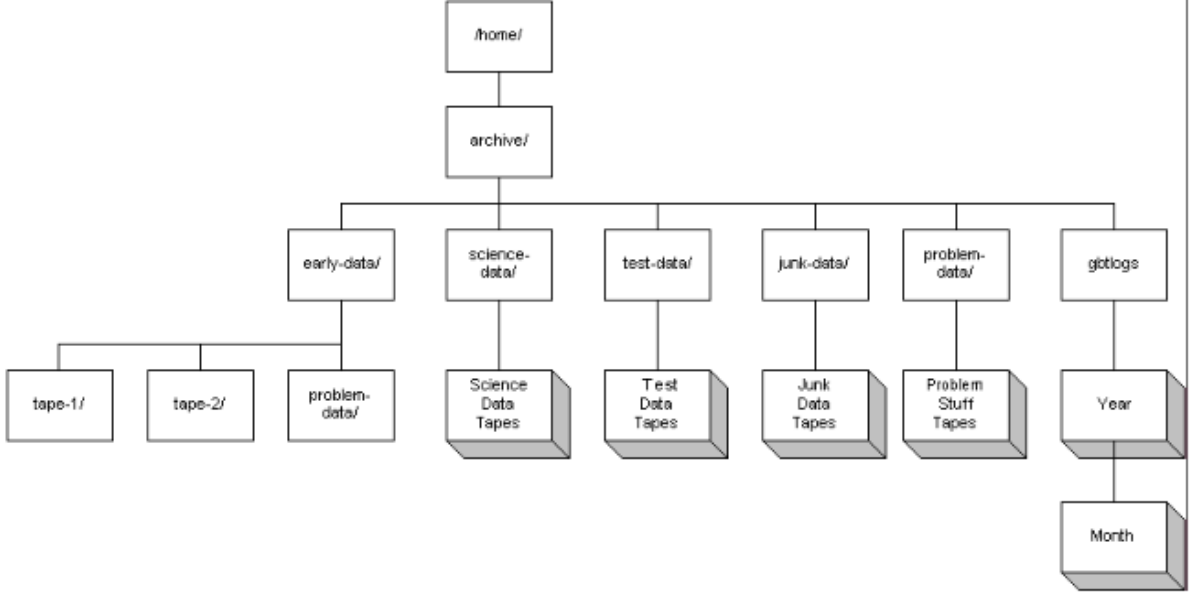 /home/
archive/
early-data/
science-
data/
test-data/
junk-data/
problem-
data/
gbtlogs
tape-1/
tape-2/
problem-
data/
Science
Data
Tapes
Test
Data
Tapes
Junk
Data
Tapes
Problem
Stuff
Tapes
Year
Month